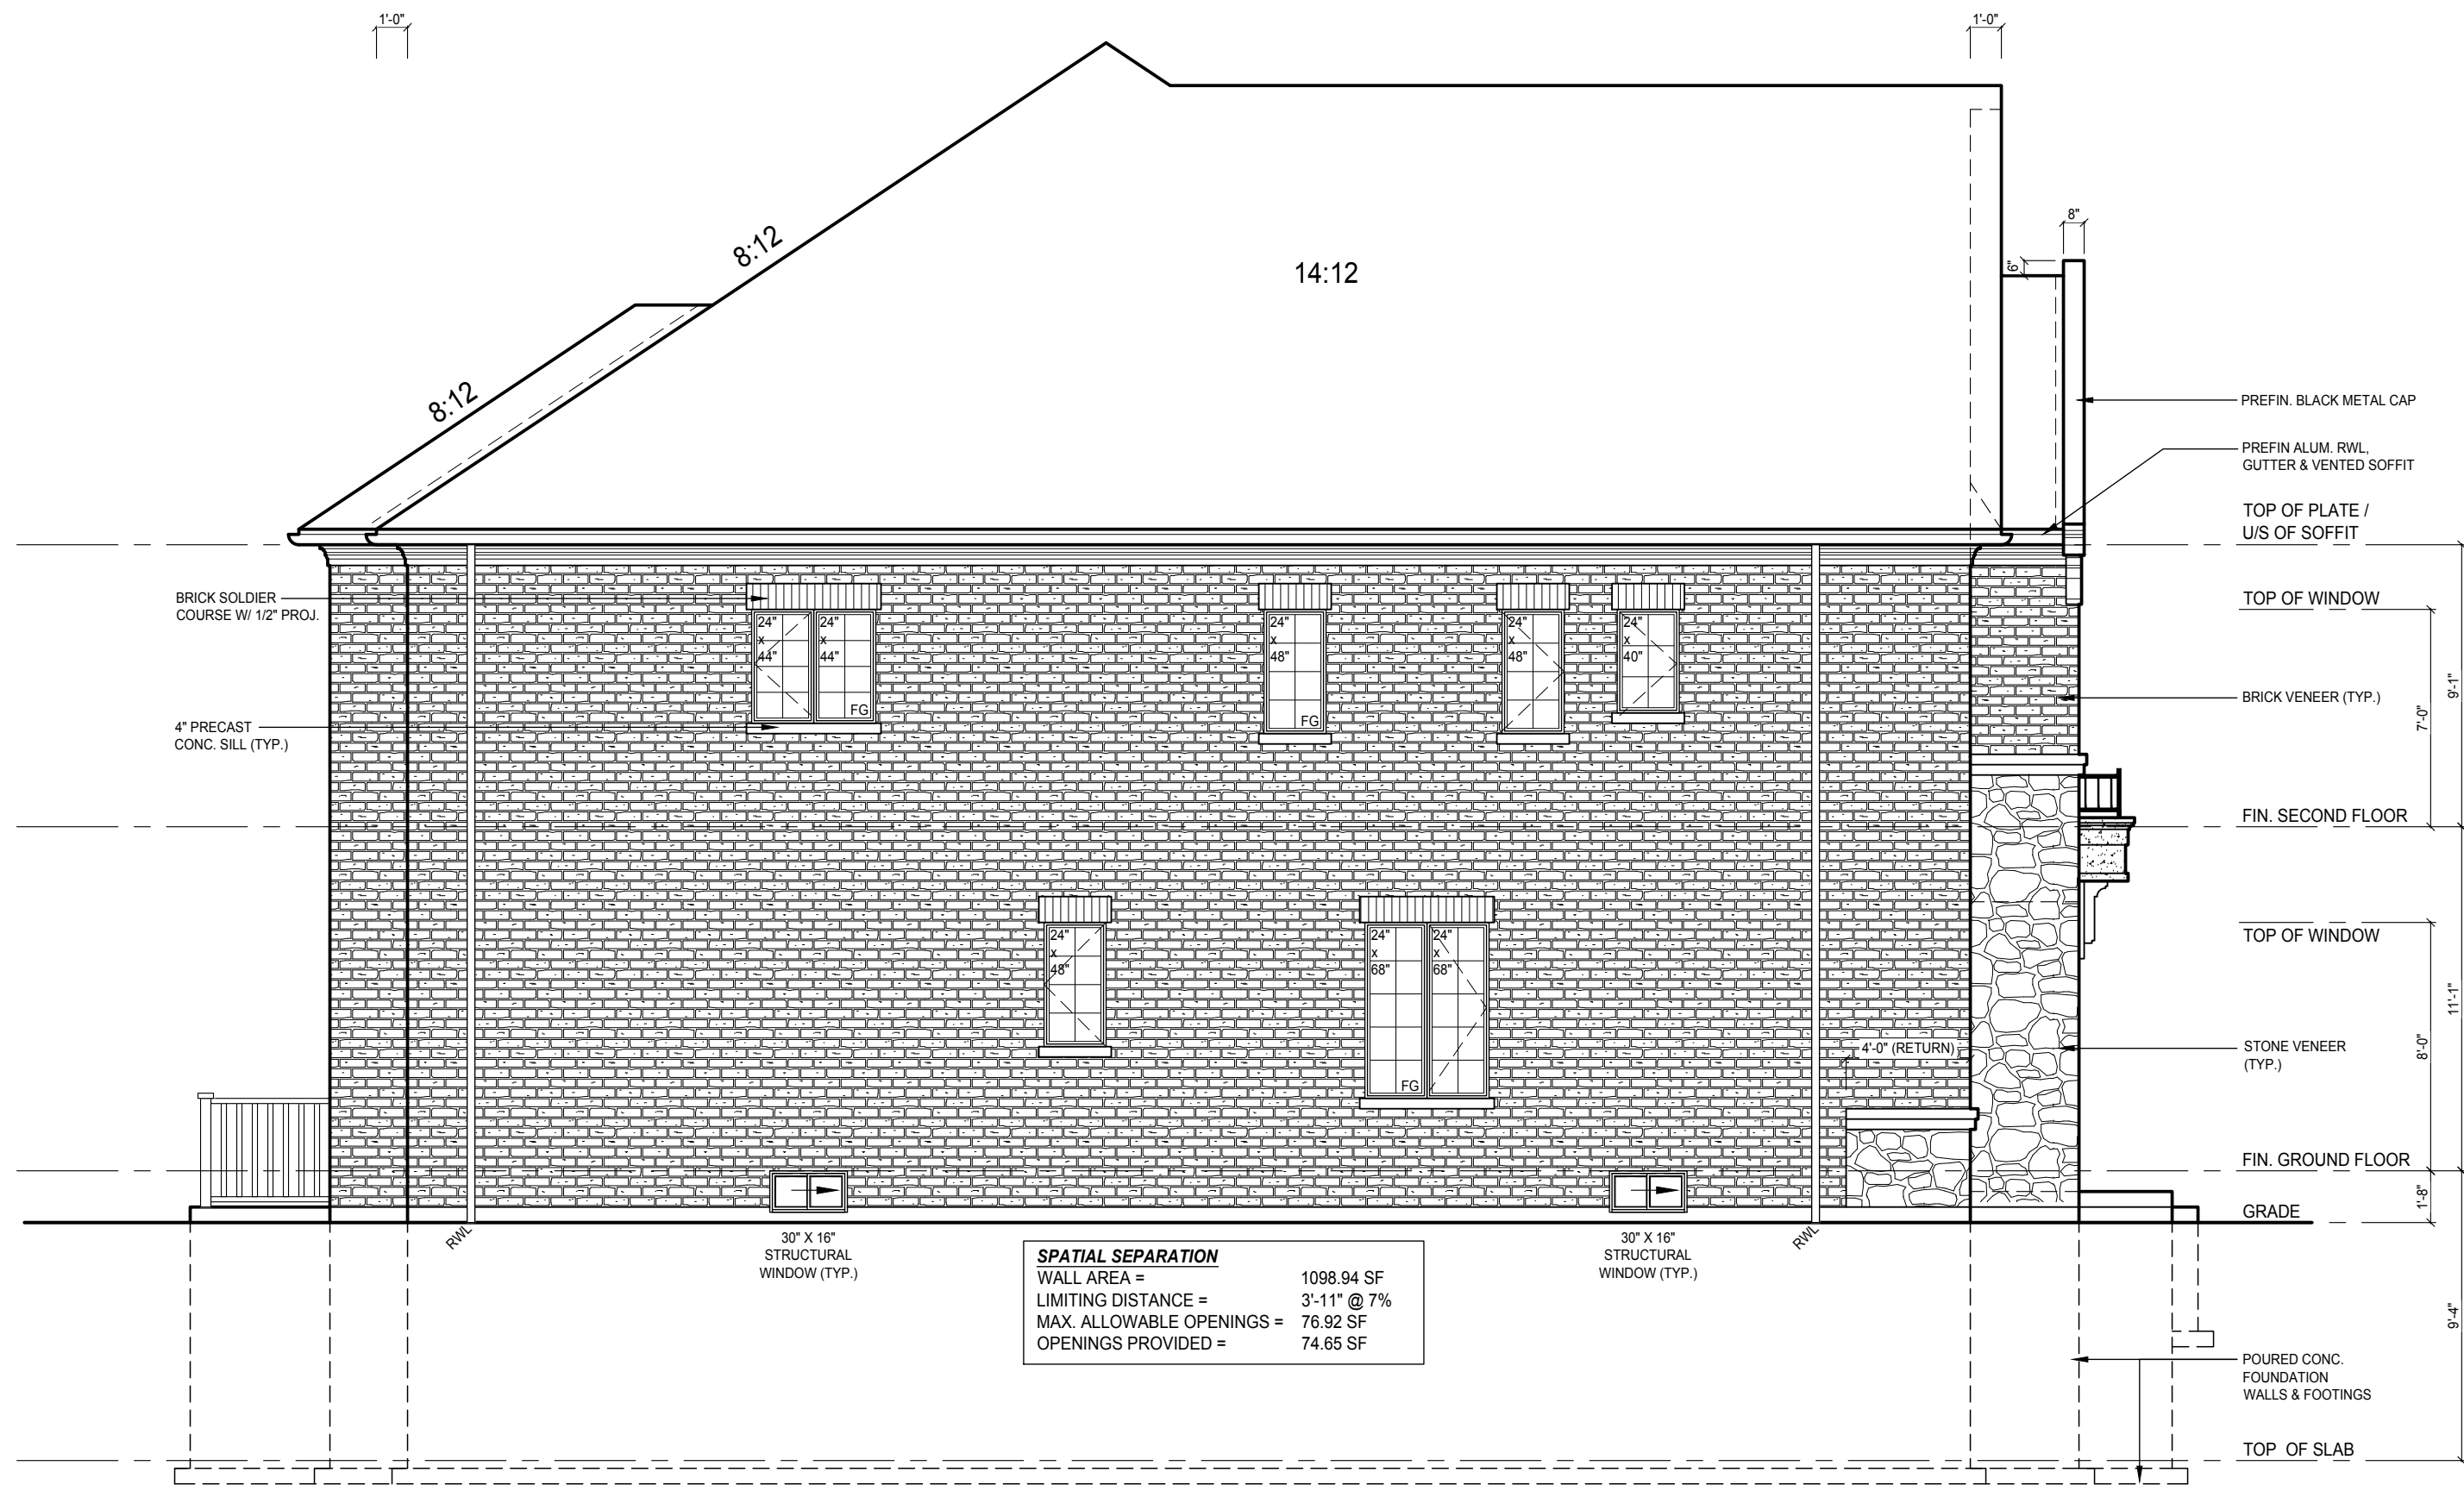 1'-0"
1'-0"
8:12
8:12
14:12
8"
6"
PREFIN. BLACK METAL CAP
PREFIN ALUM. RWL,
GUTTER & VENTED SOFFIT
TOP OF PLATE /
U/S OF SOFFIT
BRICK SOLDIER
COURSE W/ 1/2" PROJ.
24"
x
44"
24"
x
44"
FG
24"
x
48"
FG
24"
x
48"
24"
x
40"
TOP OF WINDOW
9'-1"
7'-0"
BRICK VENEER (TYP.)
4" PRECAST
CONC. SILL (TYP.)
FIN. SECOND FLOOR
24"
x
48"
24"
x
68"
FG
24"
x
68"
TOP OF WINDOW
11'-1"
8'-0"
4'-0" (RETURN)
STONE VENEER
(TYP.)
FIN. GROUND FLOOR
1'-8"
GRADE
RWL
30" X 16"
STRUCTURAL
WINDOW (TYP.)
30" X 16"
STRUCTURAL
WINDOW (TYP.)
RWL
SPATIAL SEPARATION
WALL AREA = 1098.94 SF
LIMITING DISTANCE = 3'-11" @ 7%
MAX. ALLOWABLE OPENINGS = 76.92 SF
OPENINGS PROVIDED = 74.65 SF
9'-4"
POURED CONC.
FOUNDATION
WALLS & FOOTINGS
TOP OF SLAB